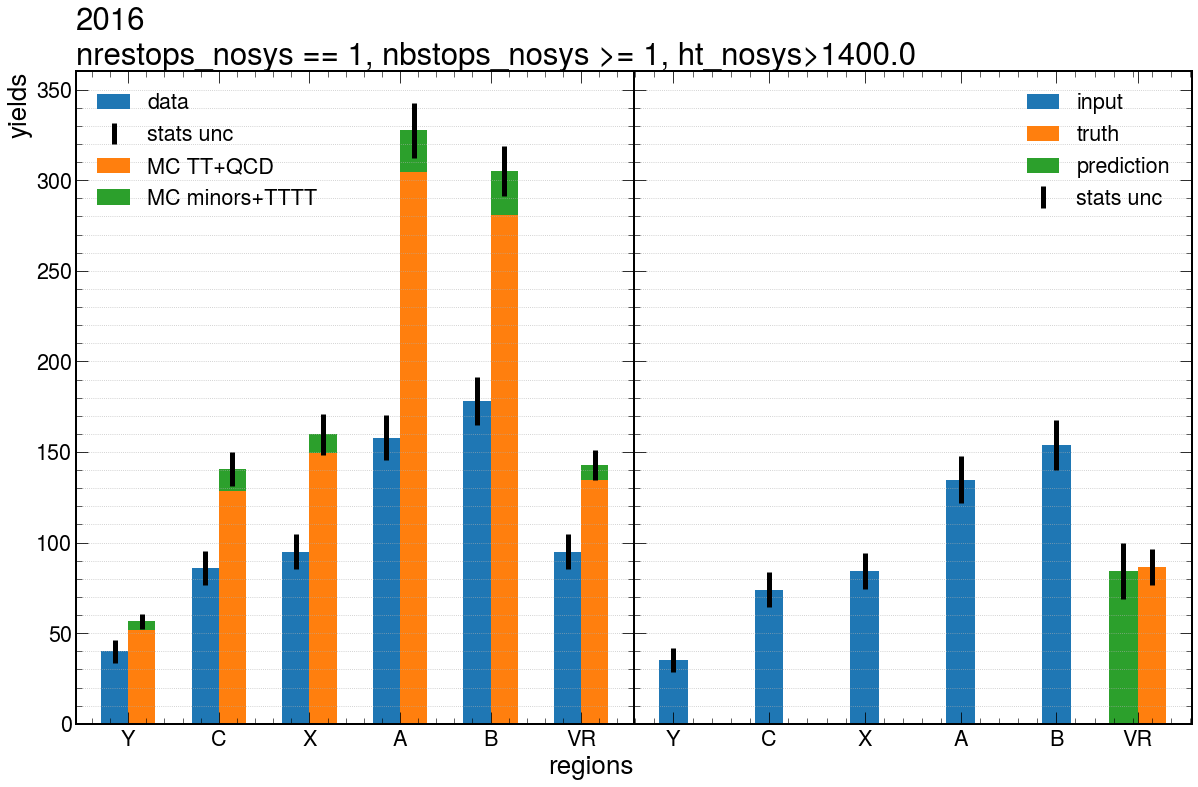 2016
nrestops_nosys == 1, nbstops_nosys >= 1, ht_nosys>1400.0
yields
350
300
250
200
150
100
50
0
data
stats unc
MC TT+QCD
MC minors+TTTT
Y C X A B VR
input
truth
prediction
stats unc
Y C X A B VR
regions